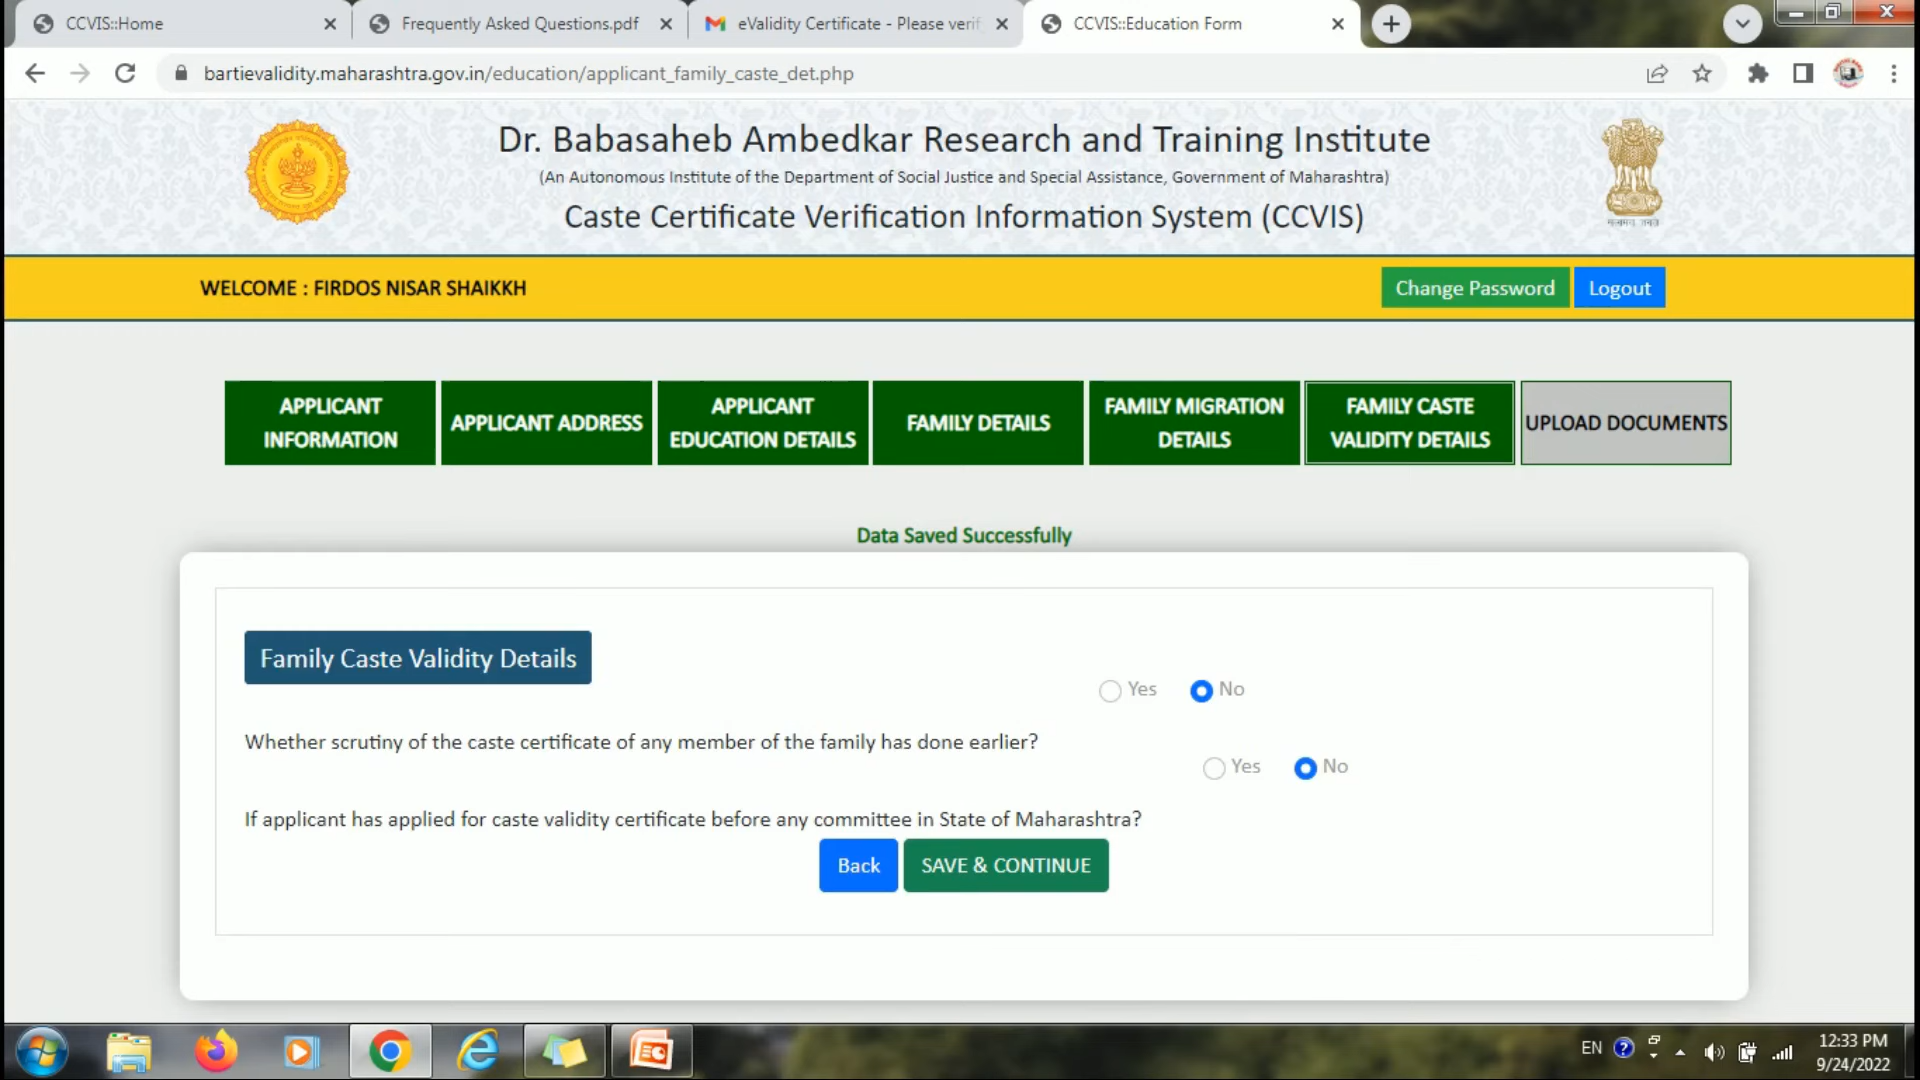 CCVIS::Home
Frequently Asked Questions.pdf
eValidity Certificate - Please verif
CCVIS::Education Form
bartievalidity.maharashtra.gov.in/education/applicant_family_caste_det.php
Dr. Babasaheb Ambedkar Research and Training Institute
(An Autonomous Institute of the Department of Social Justice and Special Assistance, Government of Maharashtra)
Caste Certificate Verification Information System (CCVIS)
सत्यमेव जयते
WELCOME : FIRDOS NISAR SHAIKKH
Change Password
Logout
APPLICANT INFORMATION
APPLICANT ADDRESS
APPLICANT EDUCATION DETAILS
FAMILY DETAILS
FAMILY MIGRATION DETAILS
FAMILY CASTE VALIDITY DETAILS
UPLOAD DOCUMENTS
Data Saved Successfully
Family Caste Validity Details
Yes No
Whether scrutiny of the caste certificate of any member of the family has done earlier?
Yes No
If applicant has applied for caste validity certificate before any committee in State of Maharashtra?
Back
SAVE & CONTINUE
EN
12:33 PM
9/24/2022